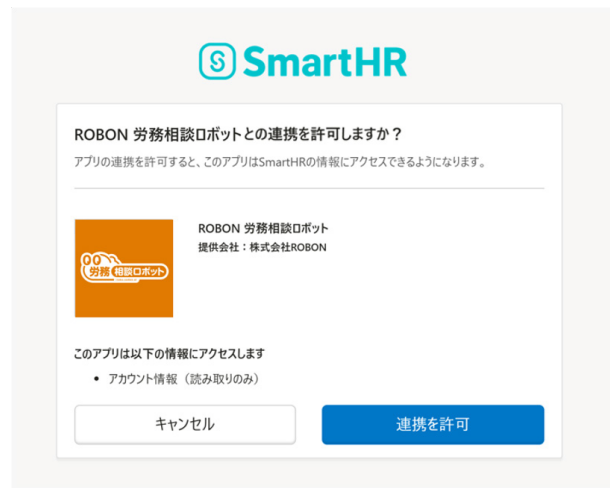 SmartHR
ROBON 労務相談ロボットとの連携を許可しますか？
アプリの連携を許可すると、このアプリはSmartHRの情報にアクセスできるようになります。
ROBON 労務相談ロボット
提供会社：株式会社ROBON
労務 相談ロボット
このアプリは以下の情報にアクセスします
• アカウント情報（読み取りのみ）
キャンセル
連携を許可